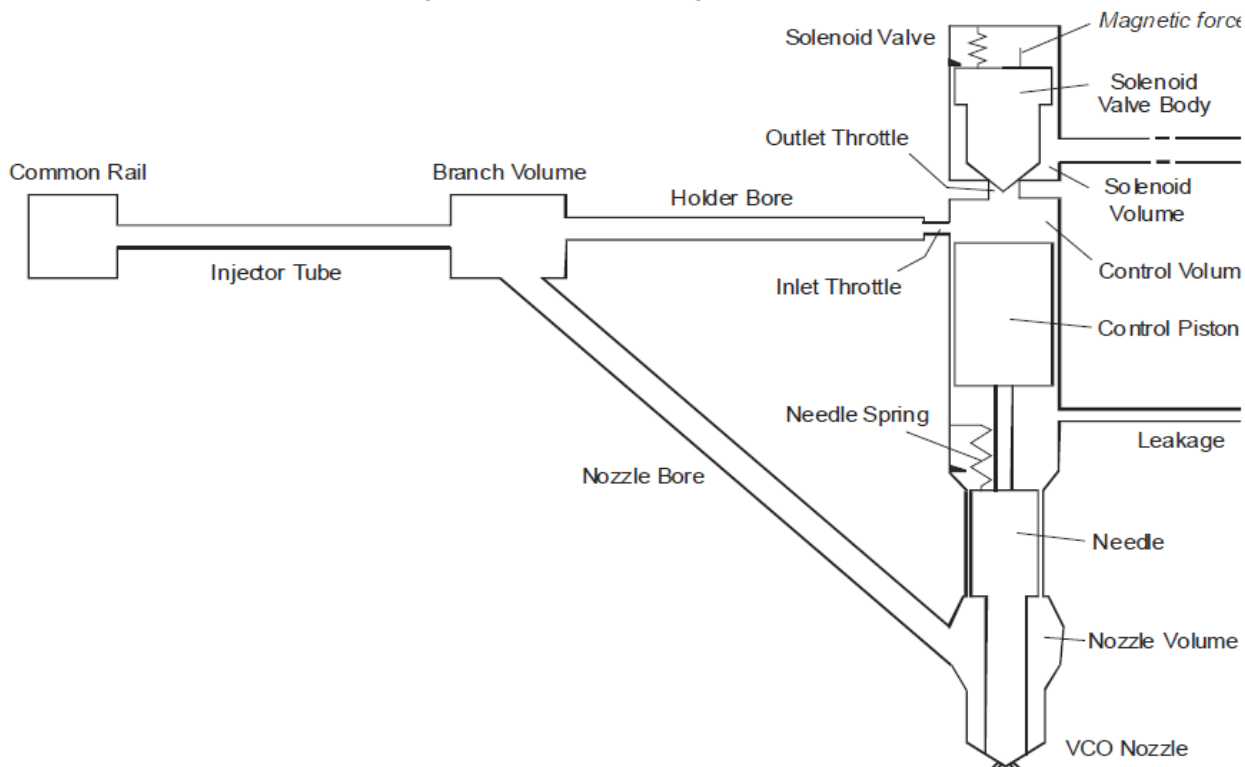 Magnetic force
Solenoid Valve
Solenoid
Valve Body
Outlet Throttle
Common Rail
Branch Volume
Solenoid
Volume
Holder Bore
Injector Tube
Inlet Throttle
Control Volum
Control Piston
Needle Spring
Leakage
Nozzle Bore
Needle
Nozzle Volume
VCO Nozzle